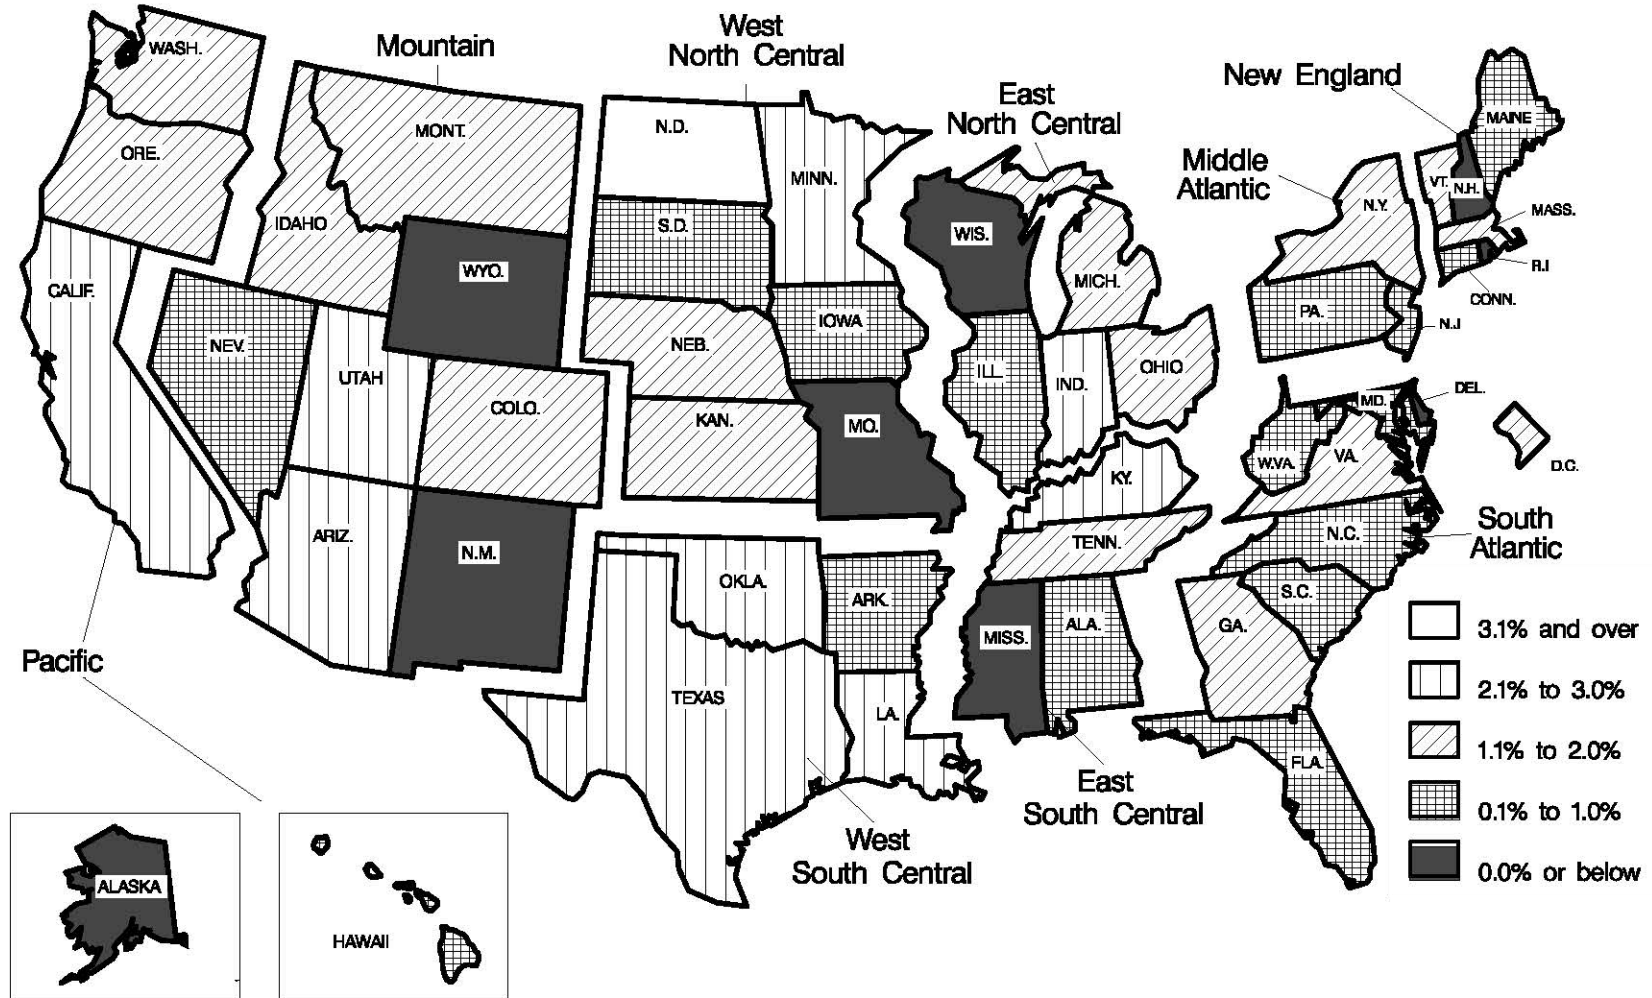 West
North Central
Mountain
WASH.
New England
East
North Central
MAINE
N.D.
MONT.
ORE.
Middle
Atlantic
MINN.
VT.
N.H.
N.Y.
MASS.
IDAHO
S.D.
WIS.
R.I
WYO.
MICH.
CALIF.
CONN.
PA.
IOWA
N.J
NEV.
NEB.
OHIO
ILL.
IND.
UTAH
DEL.
MD.
COLO.
KAN.
MO.
VA.
W.VA.
D.C.
KY.
South
Atlantic
ARIZ.
N.C.
TENN.
N.M.
OKLA.
ARK.
S.C.
ALA.
GA.
MISS.
3.1% and over
Pacific
2.1% to 3.0%
TEXAS
LA.
1.1% to 2.0%
FLA.
East
South Central
0.1% to 1.0%
West
South Central
0.0% or below
ALASKA
HAWAII